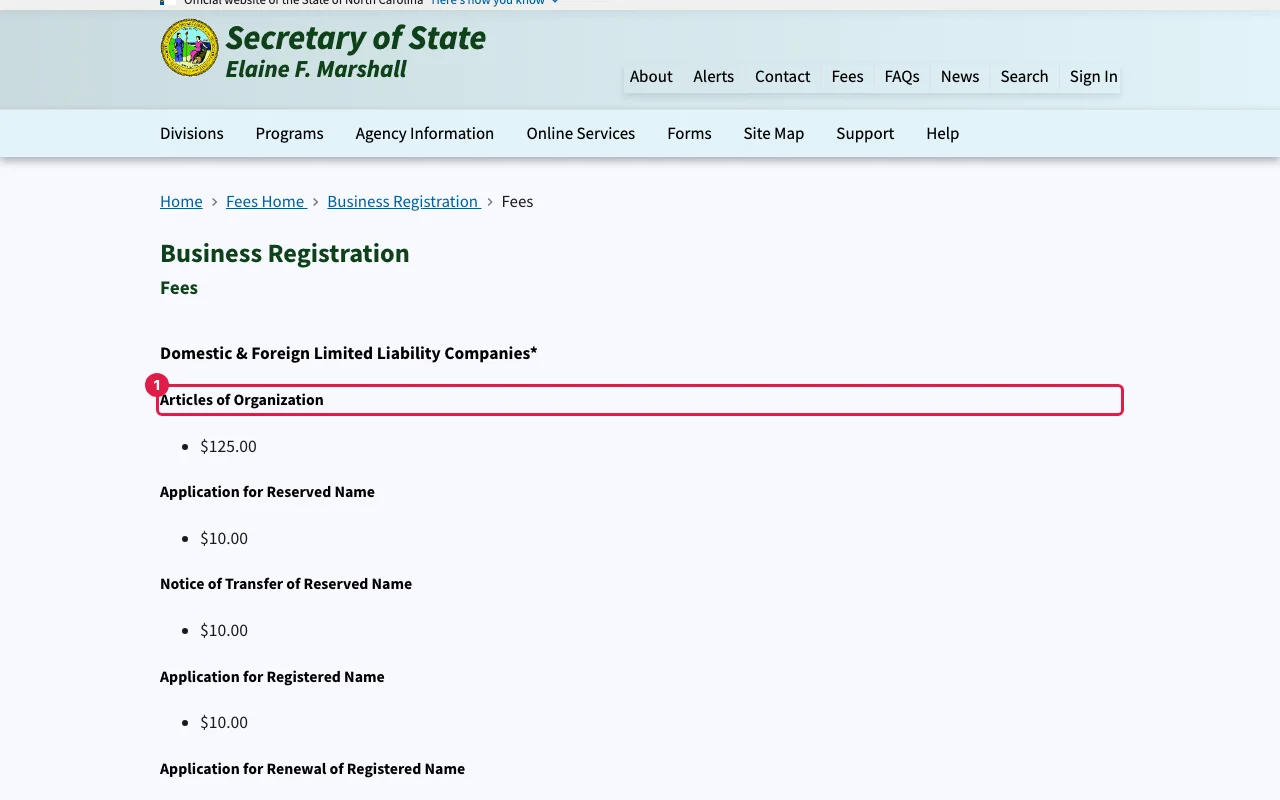 Official website of the State of North Carolina Here's how you know
Secretary of State
Elaine F. Marshall
About Alerts Contact Fees FAQs News Search Sign In
Divisions Programs Agency Information Online Services Forms Site Map Support Help
Home > Fees Home > Business Registration > Fees
Business Registration
Fees
Domestic & Foreign Limited Liability Companies*
1
Articles of Organization
• $125.00
Application for Reserved Name
• $10.00
Notice of Transfer of Reserved Name
• $10.00
Application for Registered Name
• $10.00
Application for Renewal of Registered Name